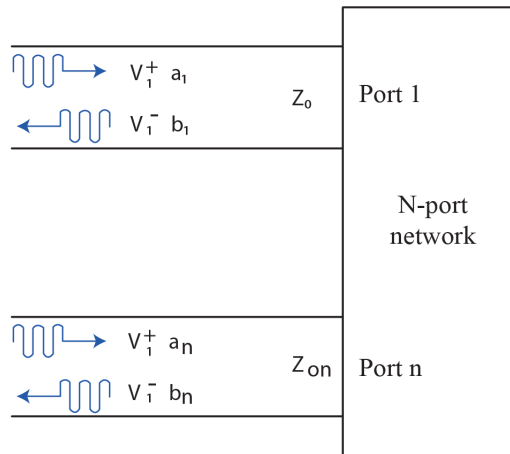 V₁⁺ a₁
Z₀ Port 1
V₁⁻ b₁
N-port
network
V₁⁺ aₙ
Zₒₙ Port n
V₁⁻ bₙ